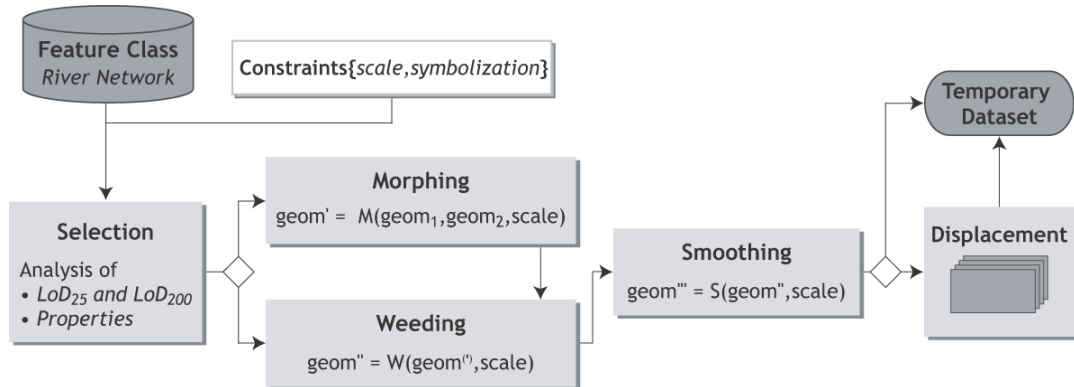 Feature Class
River Network
Constraints{scale,symbolization}
Temporary
Dataset
Selection
Analysis of
• LoD₂₅ and LoD₂₀₀
• Properties
Morphing
geom' = M(geom₁,geom₂,scale)
Weeding
geom'' = W(geom⁽'⁾,scale)
Smoothing
geom''' = S(geom'',scale)
Displacement